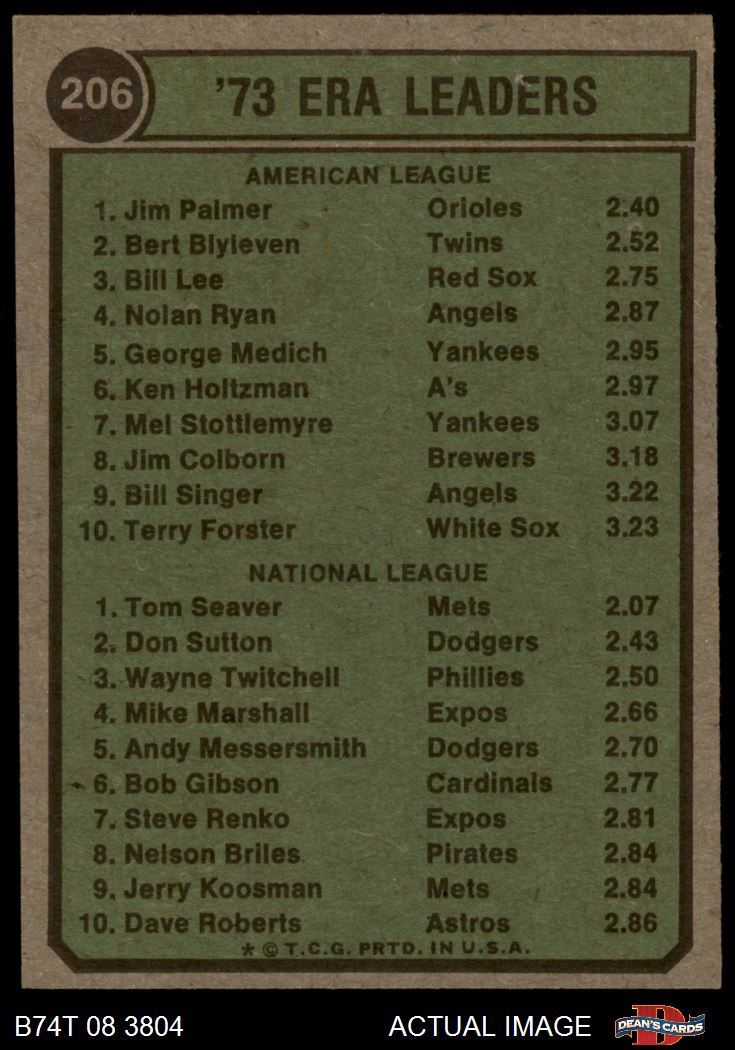 206
'73 ERA LEADERS
AMERICAN LEAGUE
1. Jim Palmer Orioles 2.40
2. Bert Blyleven Twins 2.52
3. Bill Lee Red Sox 2.75
4. Nolan Ryan Angels 2.87
5. George Medich Yankees 2.95
6. Ken Holtzman A's 2.97
7. Mel Stottlemyre Yankees 3.07
8. Jim Colborn Brewers 3.18
9. Bill Singer Angels 3.22
10. Terry Forster White Sox 3.23
NATIONAL LEAGUE
1. Tom Seaver Mets 2.07
2. Don Sutton Dodgers 2.43
3. Wayne Twitchell Phillies 2.50
4. Mike Marshall Expos 2.66
5. Andy Messersmith Dodgers 2.70
6. Bob Gibson Cardinals 2.77
7. Steve Renko Expos 2.81
8. Nelson Briles Pirates 2.84
9. Jerry Koosman Mets 2.84
10. Dave Roberts Astros 2.86
* © T.C.G. PRTD. IN U.S.A.
B74T 08 3804 ACTUAL IMAGE
D
DEAN'S CARDS